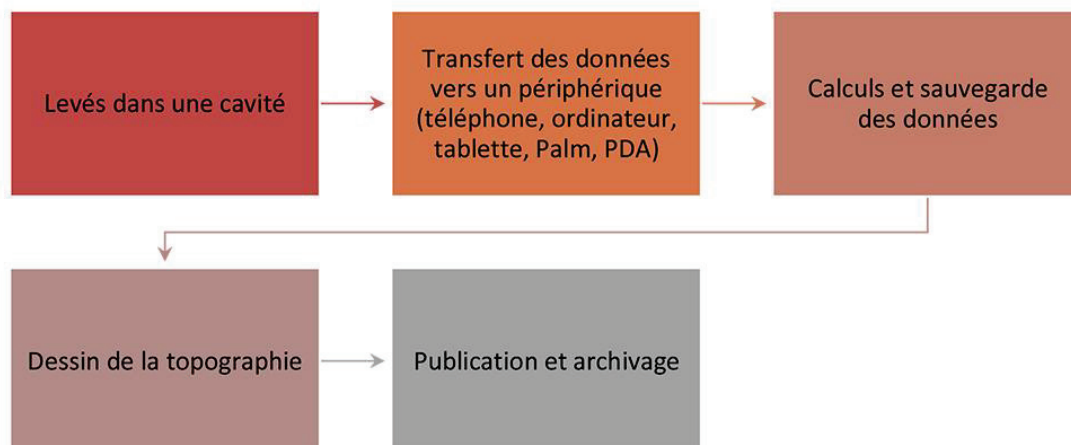 Levés dans une cavité
Transfert des données
vers un périphérique
(téléphone, ordinateur,
tablette, Palm, PDA)
Calculs et sauvegarde
des données
Dessin de la topographie
Publication et archivage